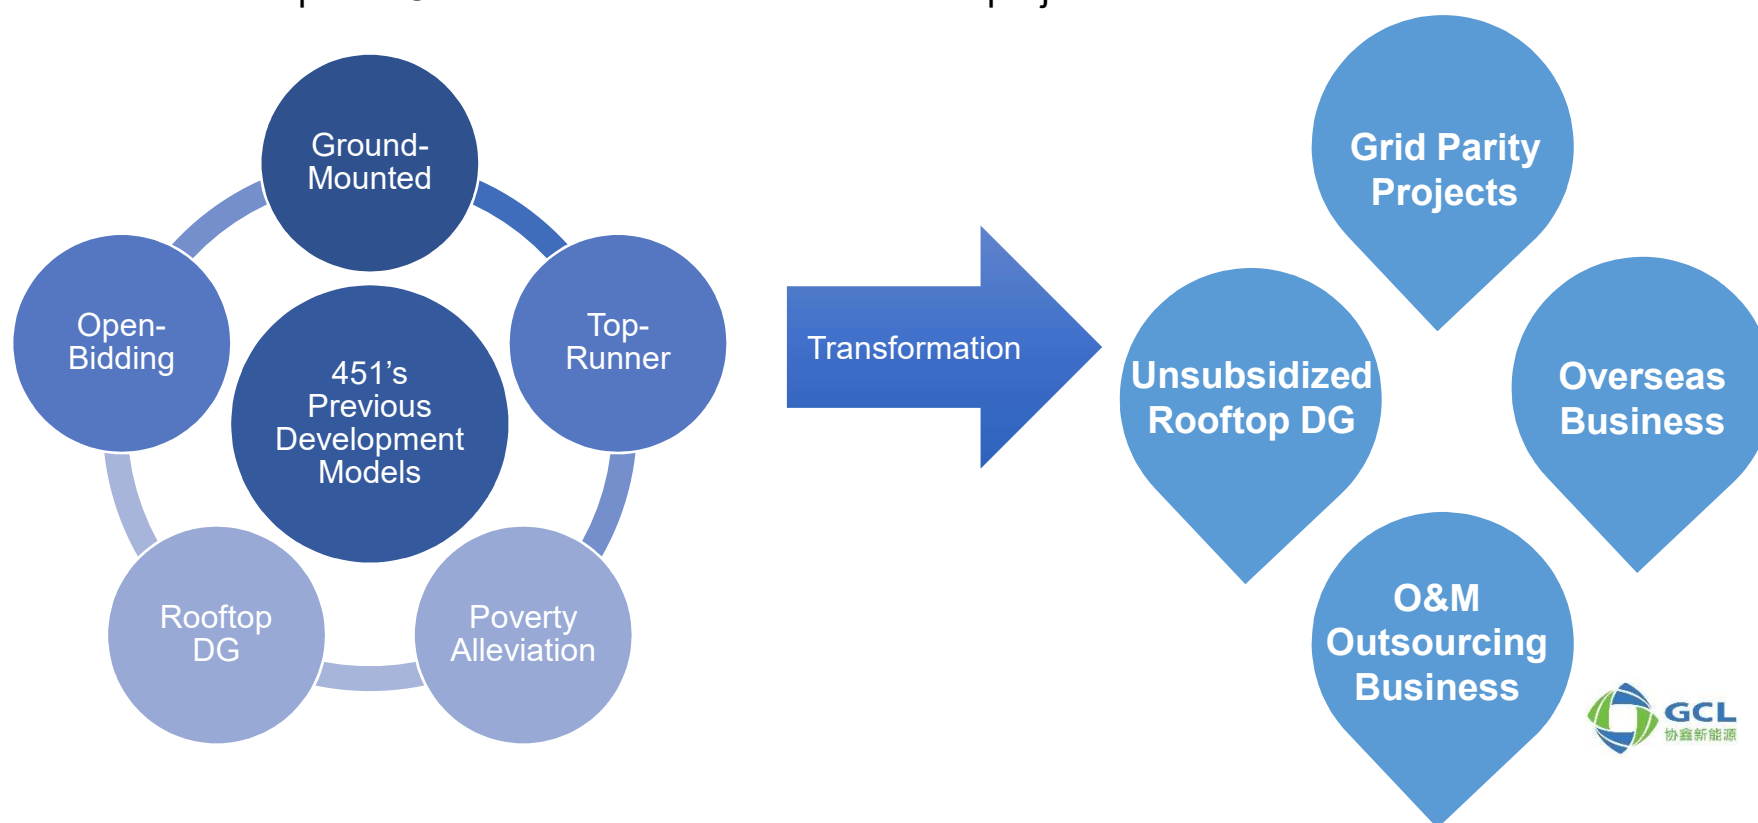 Ground-
Mounted
Open-
Bidding
Top-
Runner
451’s
Previous
Development
Models
Rooftop
DG
Poverty
Alleviation
Transformation
Grid Parity
Projects
Unsubsidized
Rooftop DG
Overseas
Business
O&M
Outsourcing
Business
GCL
协鑫新能源